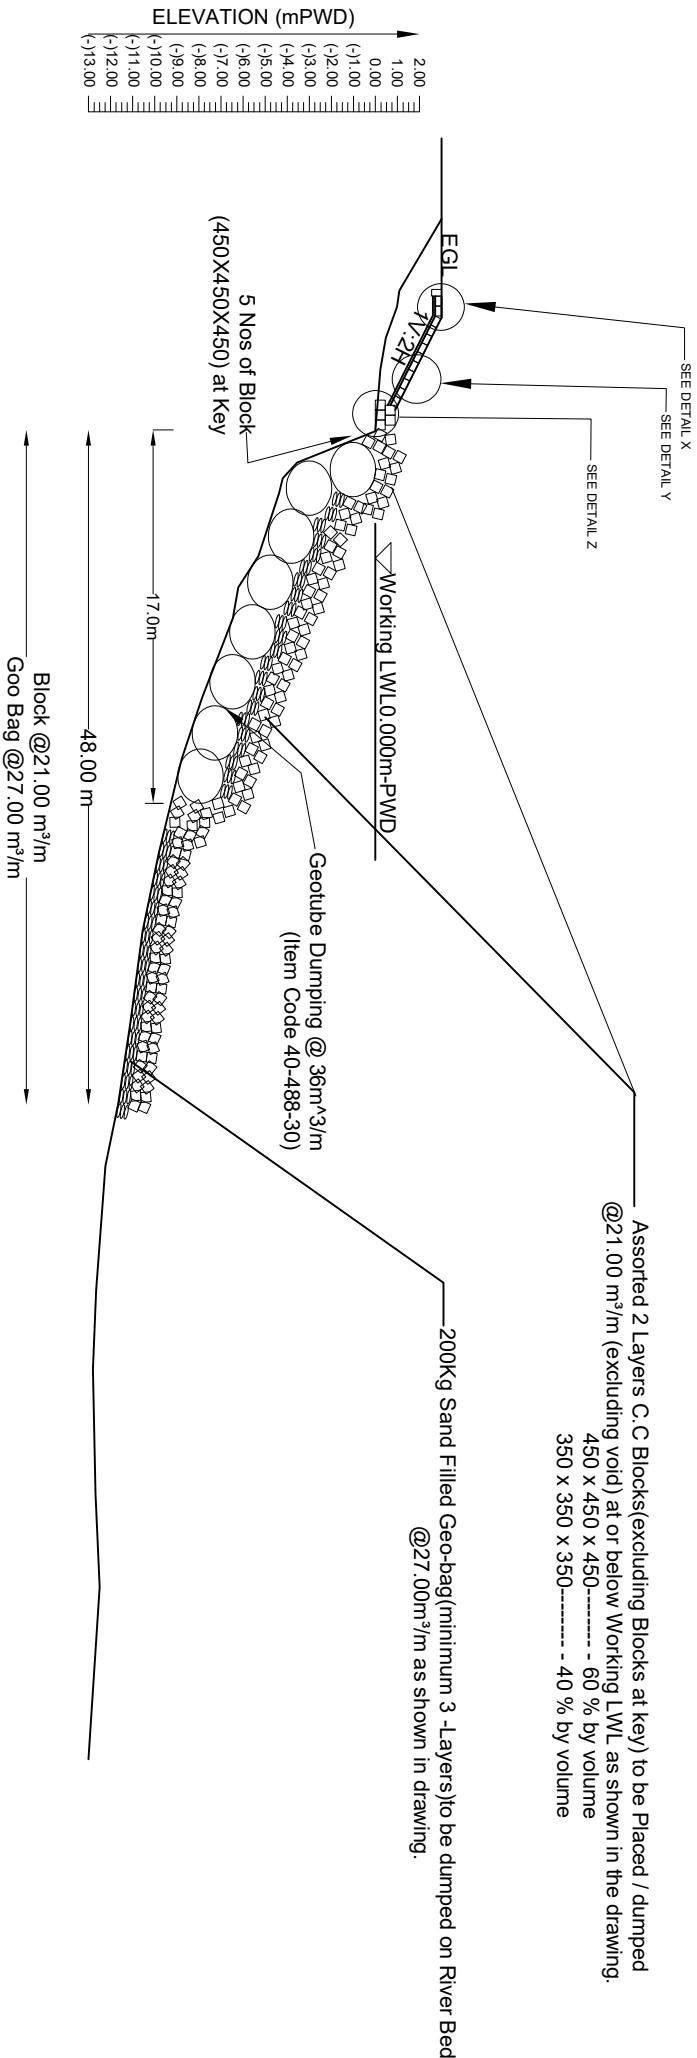 ELEVATION (mPWD)
2.00
1.00
0.00
(-)1.00
(-)2.00
(-)3.00
(-)4.00
(-)5.00
(-)6.00
(-)7.00
(-)8.00
(-)9.00
(-)10.00
(-)11.00
(-)12.00
(-)13.00
SEE DETAIL X
SEE DETAIL Y
SEE DETAIL Z
EGL
1V:2H
5 Nos of Block
(450X450X450) at Key
Working LWL0.000m-PWD
17.0m
48.00 m
Block @21.00 m³/m
Goo Bag @27.00 m³/m
Geotube Dumping @ 36m^3/m
(Item Code 40-488-30)
Assorted 2 Layers C.C Blocks(excluding Blocks at key) to be Placed / dumped
@21.00 m³/m (excluding void) at or below Working LWL as shown in the drawing.
450 x 450 x 450-------- - 60 % by volume
350 x 350 x 350-------- - 40 % by volume
200Kg Sand Filled Geo-bag(minimum 3 -Layers)to be dumped on River Bed
@27.00m³/m as shown in drawing.